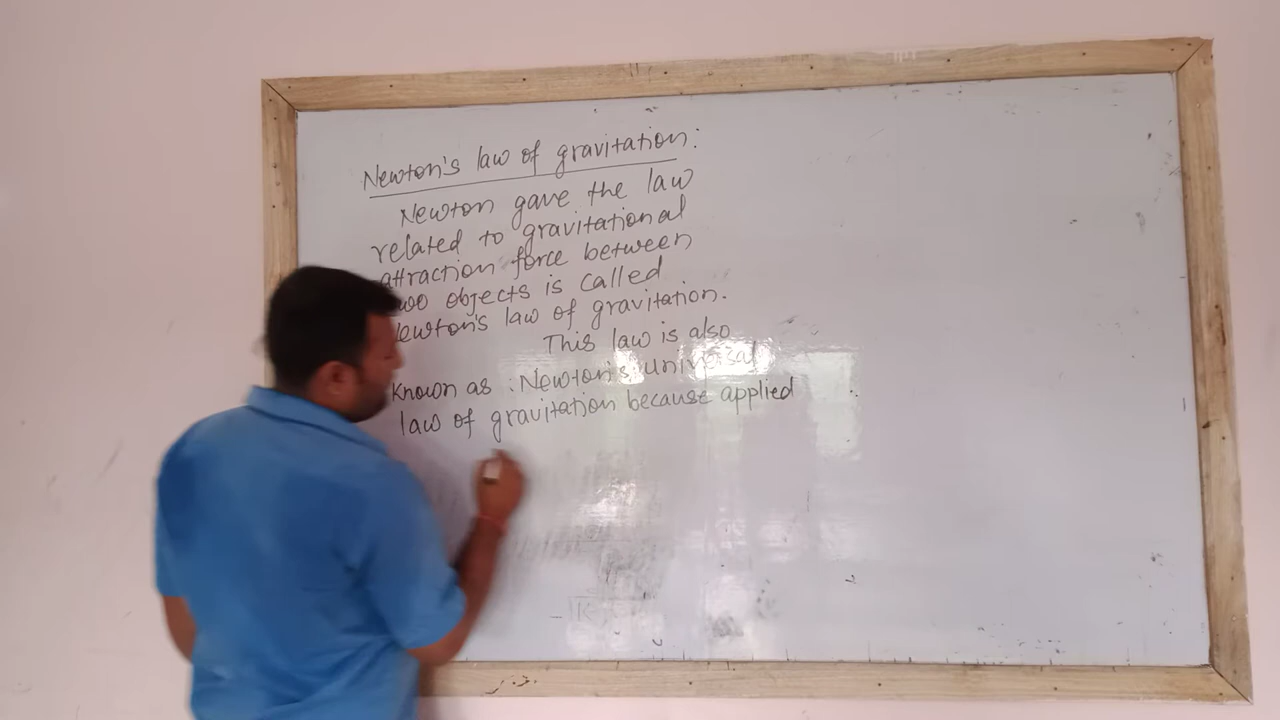 Newton's law of gravitation:
Newton gave the law
related to gravitational
attraction force between
two objects is called
Newton's law of gravitation.
This law is also
Known as : Newton's universal
law of gravitation because applied